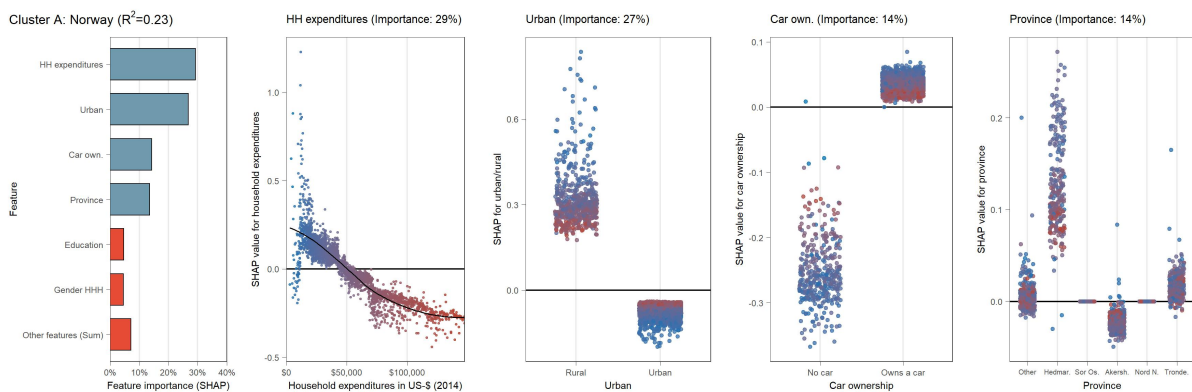 Cluster A: Norway (R²=0.23)
Feature
HH expenditures
Urban
Car own.
Province
Education
Gender HHH
Other features (Sum)
0% 10% 20% 30% 40%
Feature importance (SHAP)
HH expenditures (Importance: 29%)
SHAP value for household expenditures
1.0
0.5
0.0
-0.5
$0 $50,000 $100,000
Household expenditures in US-$ (2014)
Urban (Importance: 27%)
SHAP for urban/rural
0.6
0.3
0.0
Rural Urban
Urban
Car own. (Importance: 14%)
SHAP value for car ownership
0.1
0.0
-0.1
-0.2
-0.3
No car Owns a car
Car ownership
Province (Importance: 14%)
SHAP value for province
0.2
0.1
0.0
Other Hedmar. Sor Os. Akersh. Nord N. Tronde.
Province